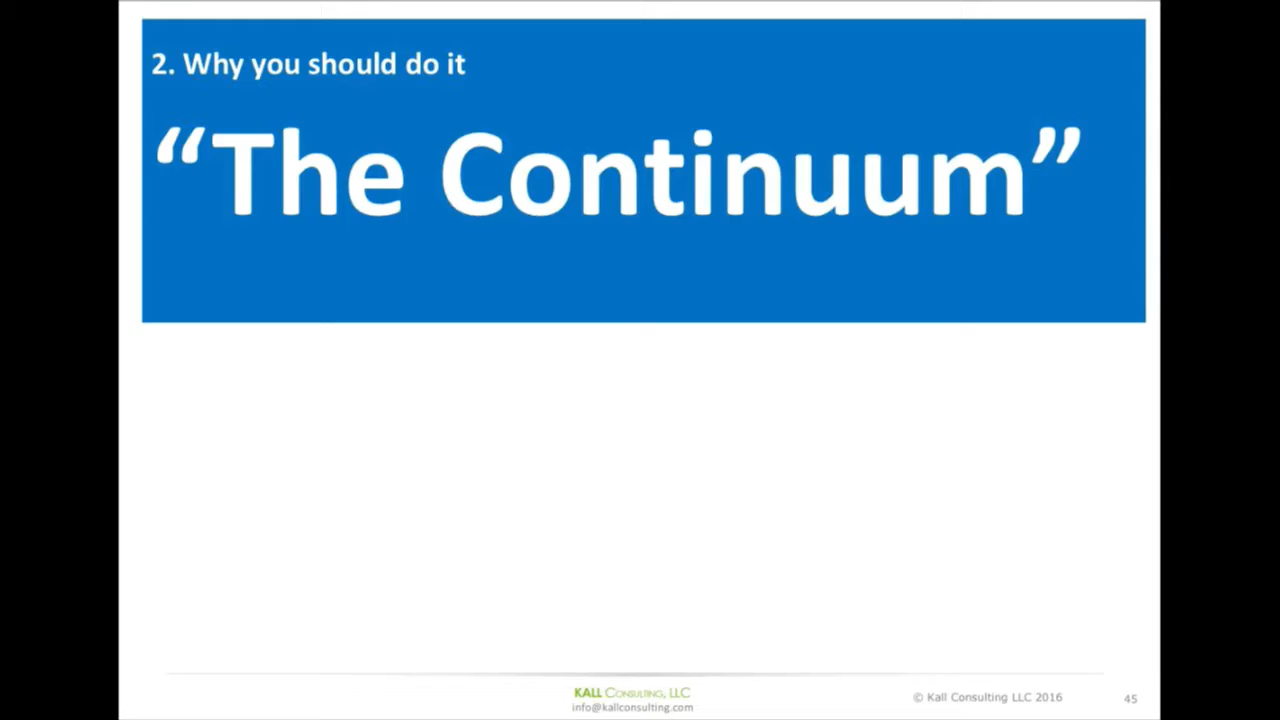 2. Why you should do it
“The Continuum”
KALL CONSULTING, LLC
info@kallconsulting.com
© Kall Consulting LLC 2016
45